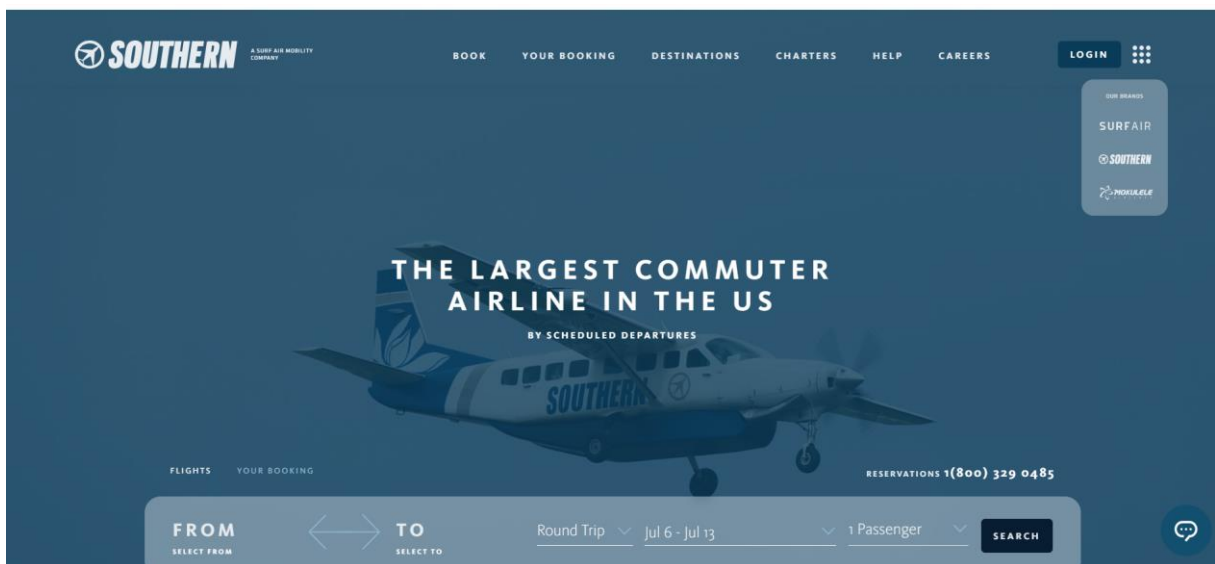 SOUTHERN
A SURF AIR MOBILITY
COMPANY
BOOK
YOUR BOOKING
DESTINATIONS
CHARTERS
HELP
CAREERS
LOGIN
OUR BRANDS
SURFAIR
SOUTHERN
MOKULELE
THE LARGEST COMMUTER
AIRLINE IN THE US
BY SCHEDULED DEPARTURES
SOUTHERN
FLIGHTS
YOUR BOOKING
RESERVATIONS 1(800) 329 0485
FROM
SELECT FROM
TO
SELECT TO
Round Trip
Jul 6 - Jul 13
1 Passenger
SEARCH